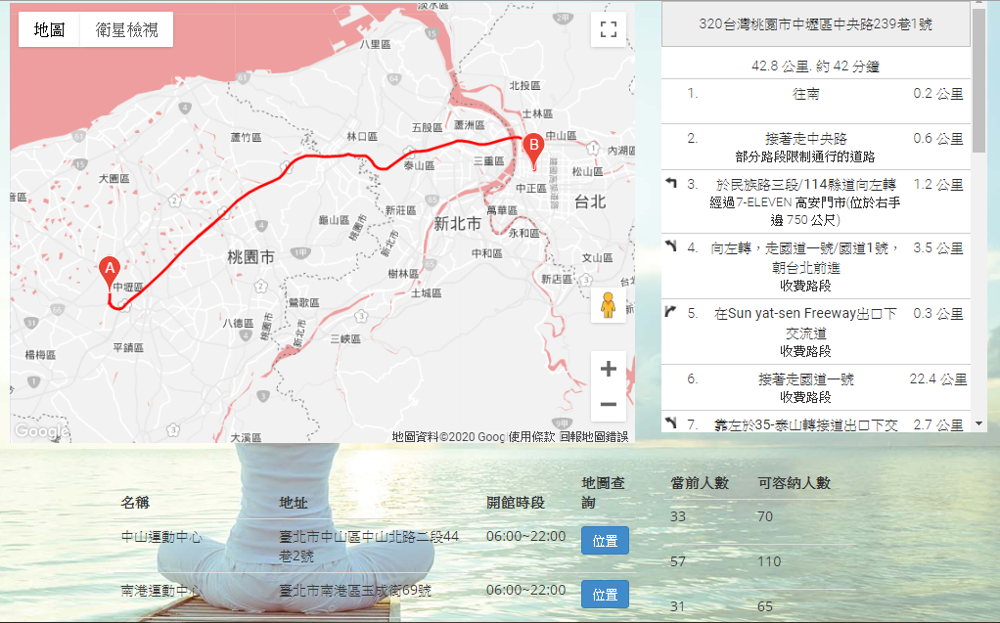 地圖
衛星檢視
淡水區
八里區
北投區
士林區
五股區
蘆洲區
中山區
內湖區
蘆竹區
林口區
泰山區
三重區
松山區
大園區
中正區
台北
新莊區
萬華區
龜山區
桃園市
新北市
新北市
永和區
桃園市
中和區
文山區
樹林區
新店區
中壢區
土城區
鶯歌區
八德區
桃園市
新北市
三峽區
平鎮區
楊梅區
大溪區
A
B
Google
地圖資料©2020 Goog
使用條款
回報地圖錯誤
320台灣桃園市中壢區中央路239巷1號
42.8 公里. 約 42 分鐘
1. 往南 0.2 公里
2. 接著走中央路 0.6 公里
部分路段限制通行的道路
3. 於民族路三段/114縣道向左轉 1.2 公里
經過7-ELEVEN 高安門市(位於右手
邊 750 公尺)
4. 向左轉，走國道一號/國道1號， 3.5 公里
朝台北前進
收費路段
5. 在Sun yat-sen Freeway出口下 0.3 公里
交流道
收費路段
6. 接著走國道一號 22.4 公里
收費路段
7. 靠左於35-泰山轉接道出口下交 2.7 公里
名稱 地址 開館時段 地圖查
詢
當前人數 可容納人數
中山運動中心 臺北市中山區中山北路二段44
巷2號
06:00~22:00 位置
33 70
57 110
南港運動中心 臺北市南港區玉成街69號 06:00~22:00 位置
31 65